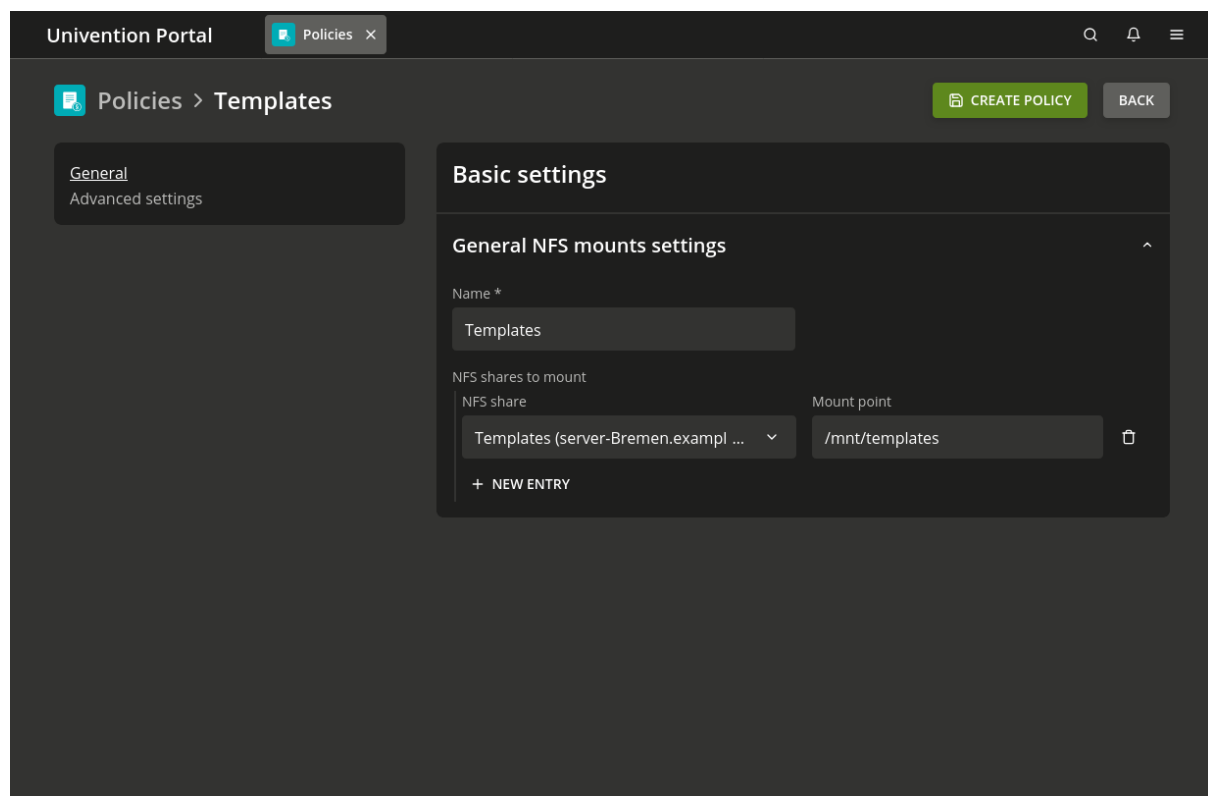 Univention Portal
Policies
Policies > Templates
CREATE POLICY
BACK
General
Advanced settings
Basic settings
General NFS mounts settings
Name *
Templates
NFS shares to mount
NFS share
Mount point
Templates (server-Bremen.exampl ...
/mnt/templates
+ NEW ENTRY